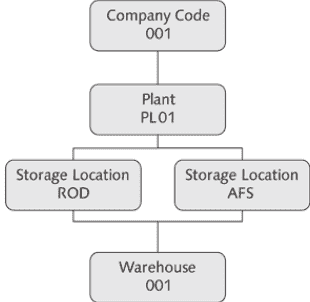 Company Code
001
Plant
PL01
Storage Location
ROD
Storage Location
AFS
Warehouse
001